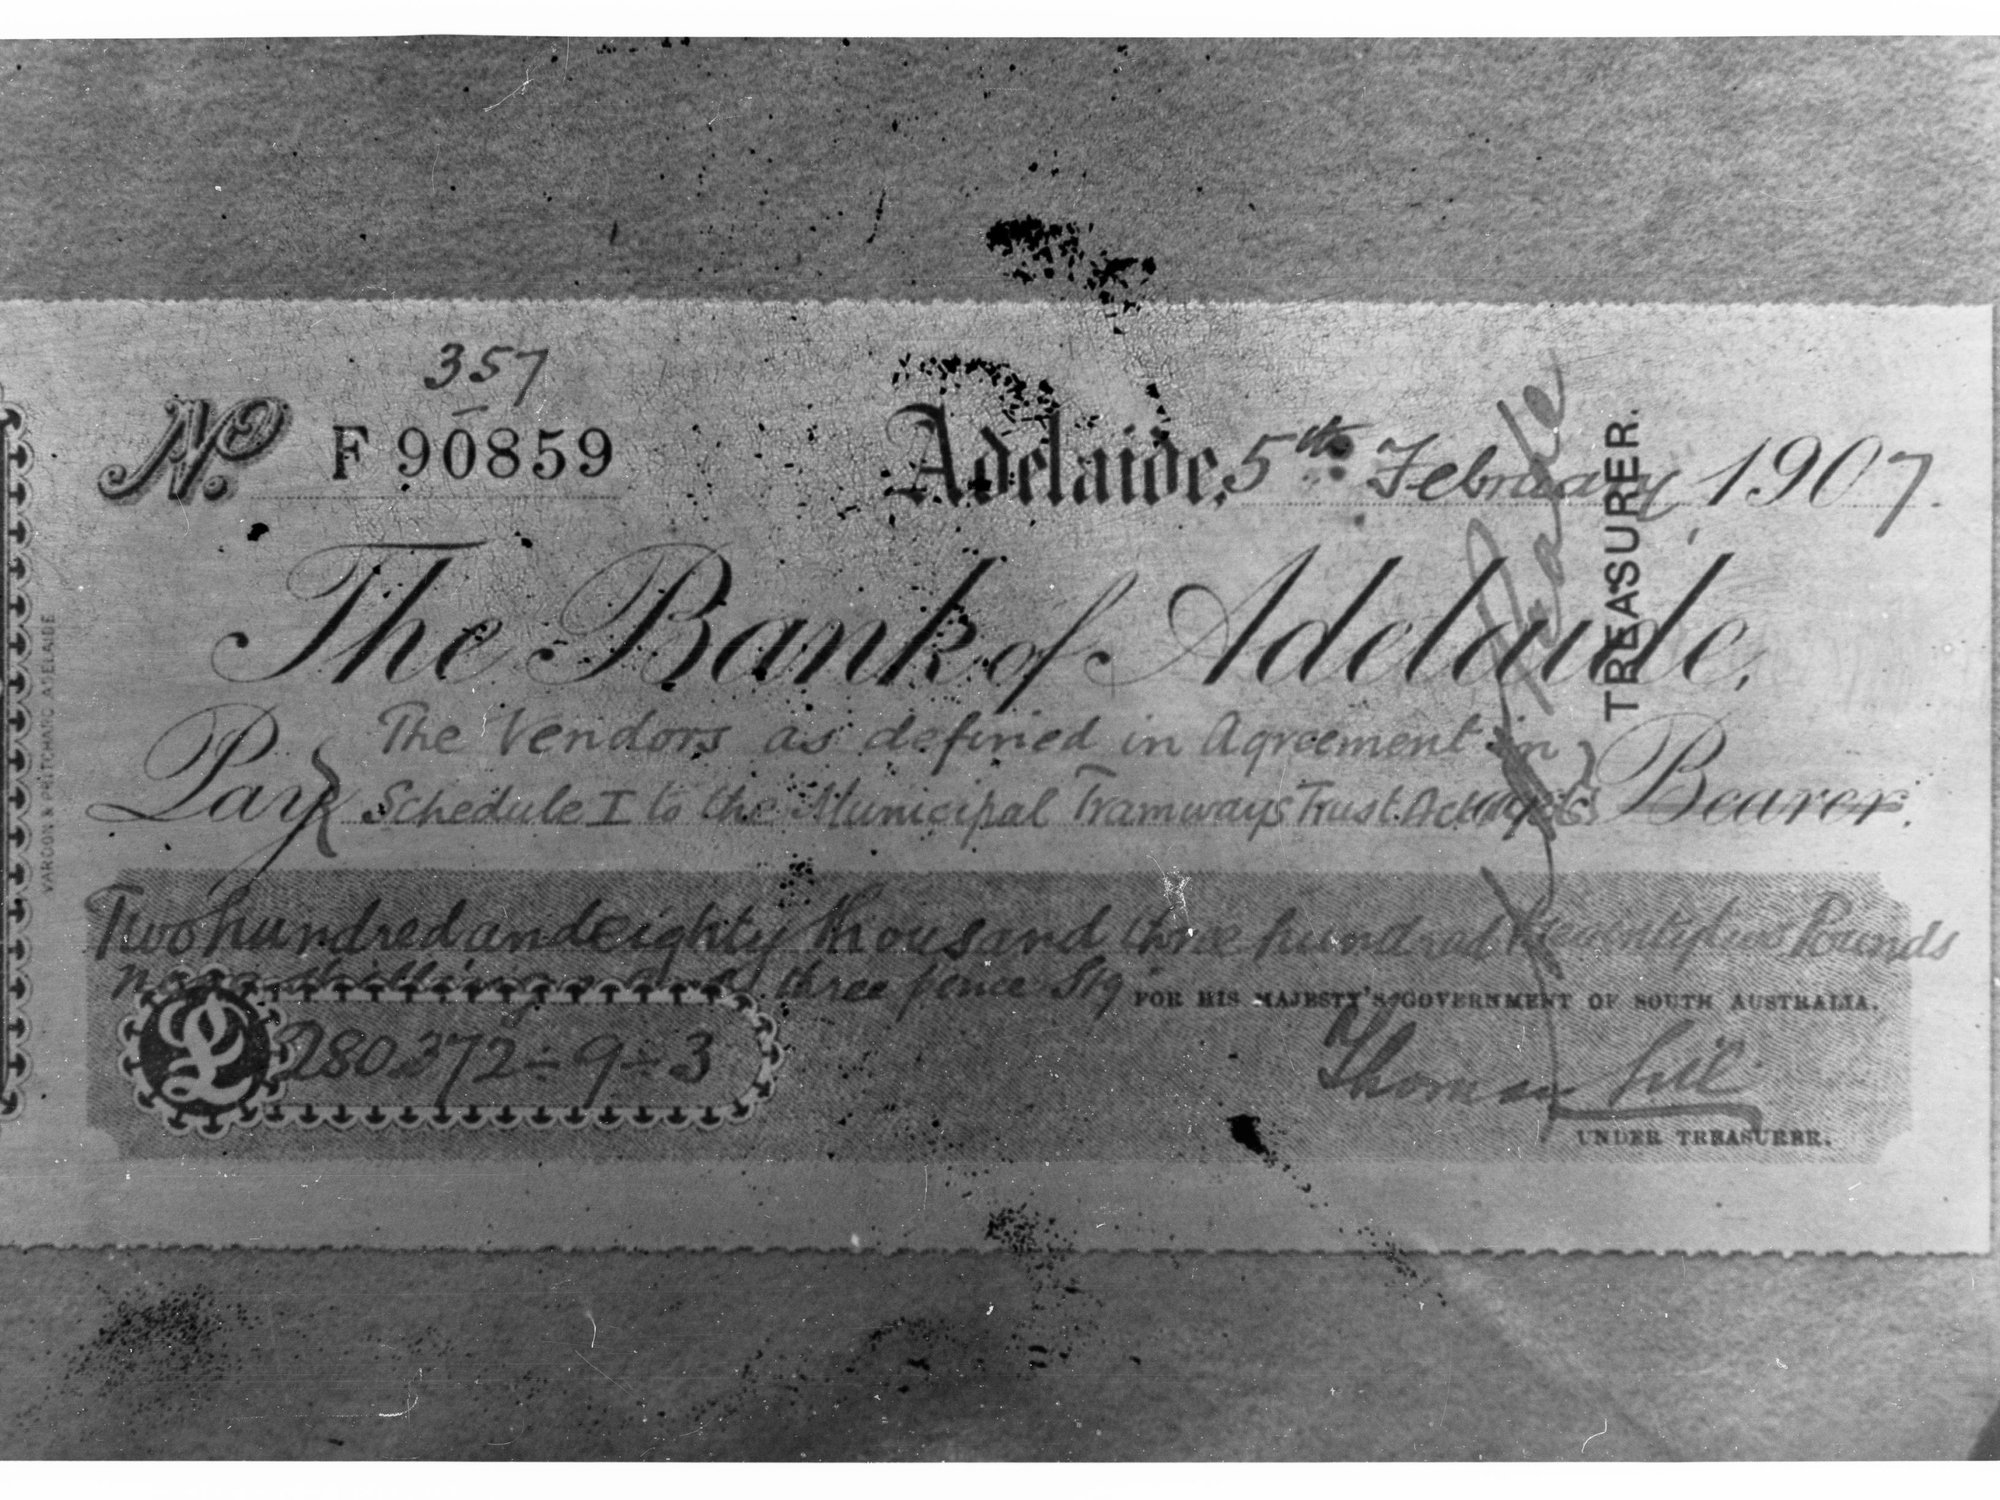 357
No. F 90859
Adelaide, 5th February 1907.
The Bank of Adelaide,
Pay The Vendors as defined in Agreement in
Schedule I to the Municipal Tramways Trust Act 1906 Bearer.
Two hundred and eighty thousand three hundred & seventy two Pounds
nine shillings and three pence Stg
FOR HIS MAJESTY'S GOVERNMENT OF SOUTH AUSTRALIA.
£ 280372-9-3
Thomas Gill
UNDER TREASURER.
Peake
TREASURER.
VARDON & PRITCHARD ADELAIDE